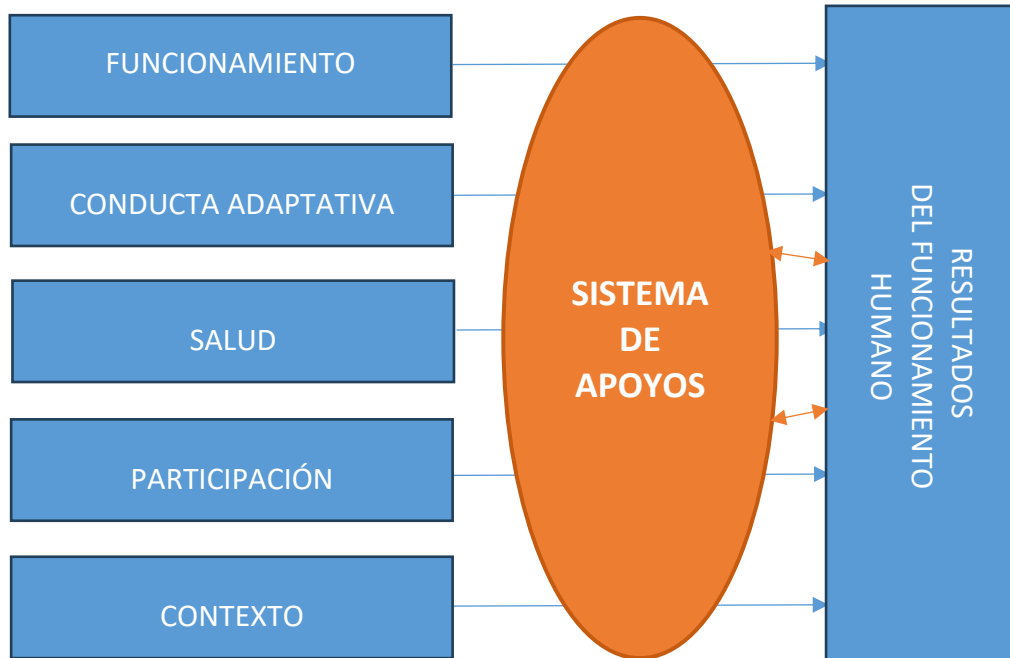 FUNCIONAMIENTO
CONDUCTA ADAPTATIVA
SALUD
PARTICIPACIÓN
CONTEXTO
SISTEMA
DE
APOYOS
RESULTADOS
DEL FUNCIONAMIENTO
HUMANO